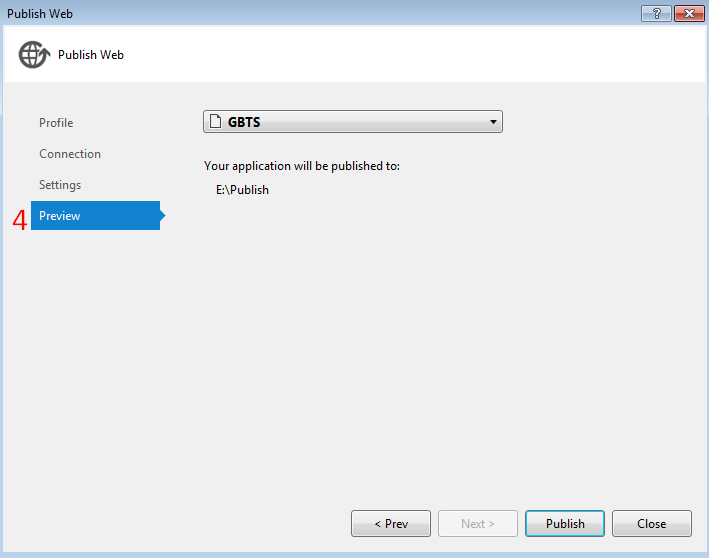 Publish Web
?
Publish Web
Profile
Connection
Settings
4 Preview
GBTS
Your application will be published to:
E:\Publish
< Prev
Next >
Publish
Close